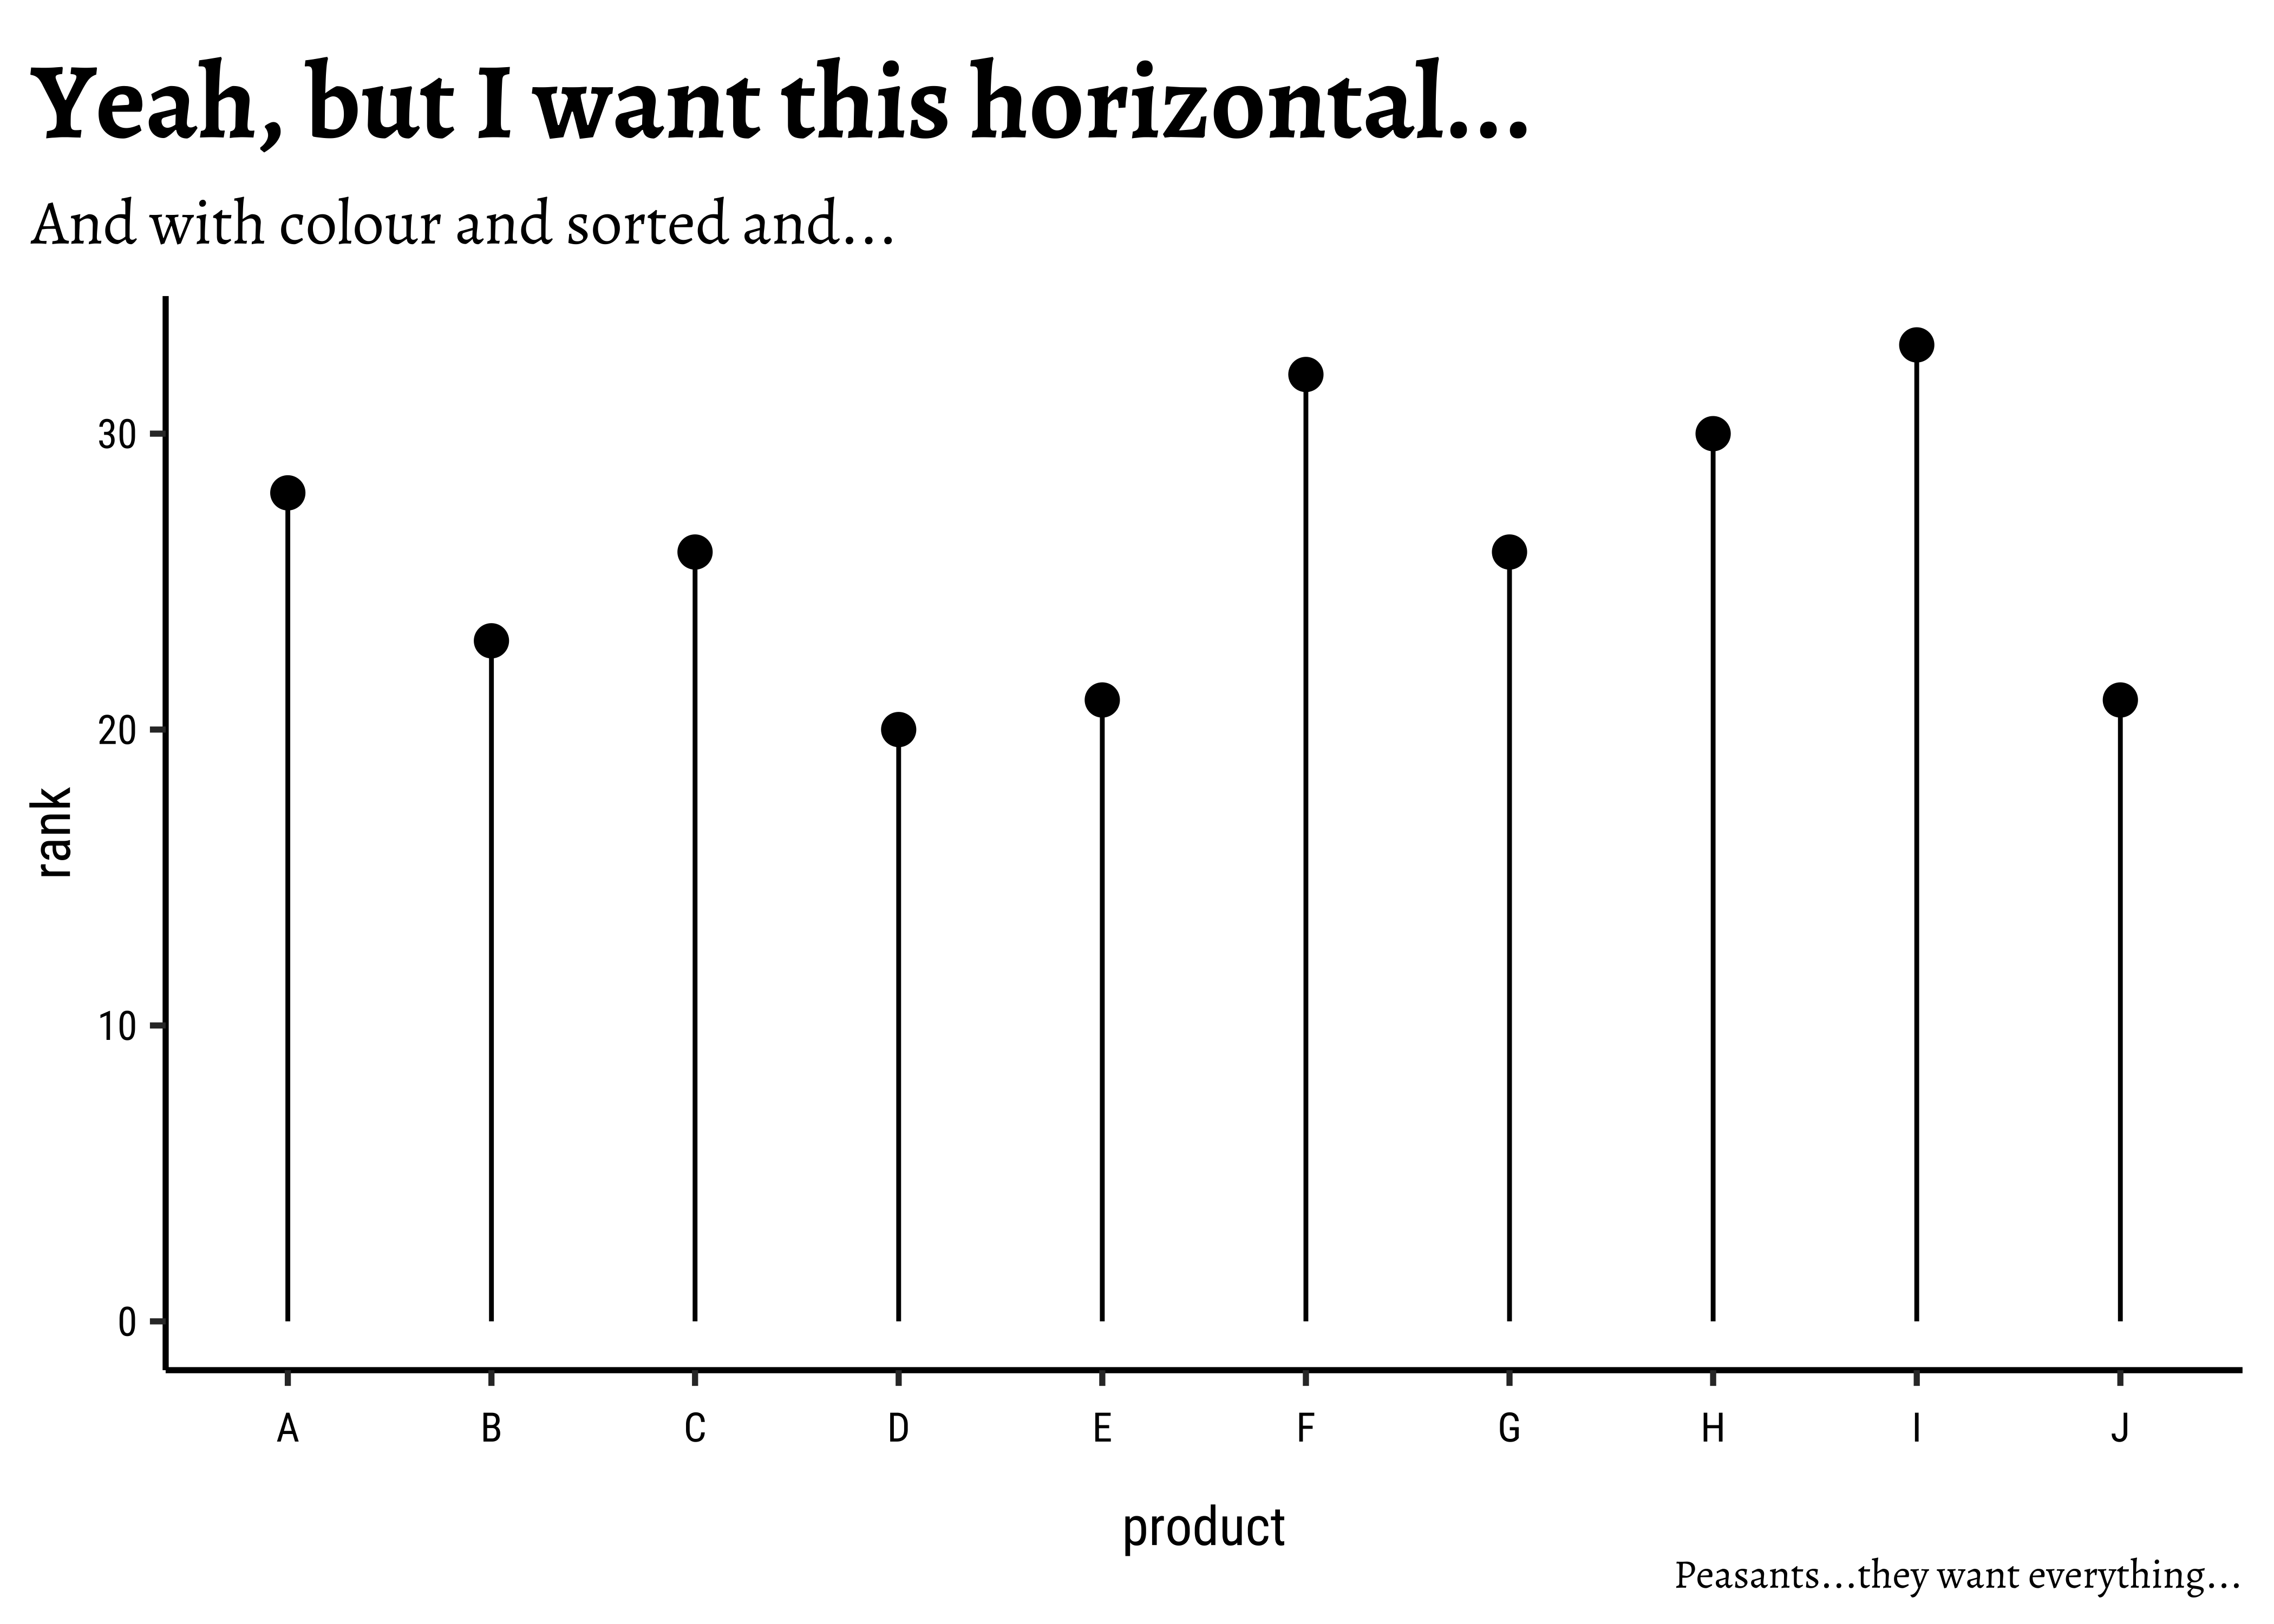 Yeah, but I want this horizontal...
And with colour and sorted and...
30
20
10
0
rank
A B C D E F G H I J
product
Peasants...they want everything...